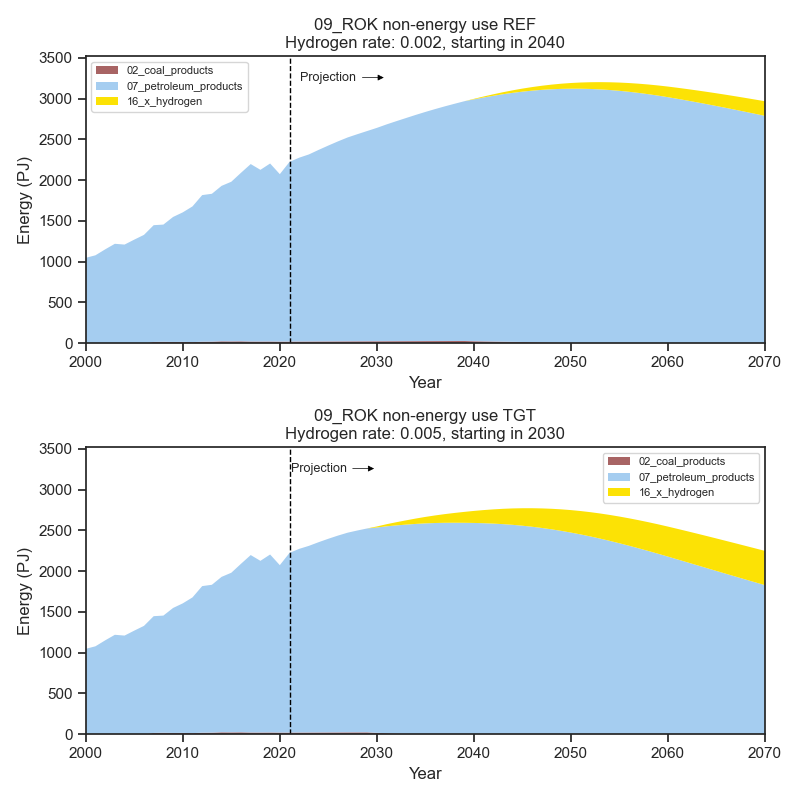 09_ROK non-energy use REF
Hydrogen rate: 0.002, starting in 2040
3500
3000
2500
2000
1500
1000
500
0
Energy (PJ)
02_coal_products
07_petroleum_products
16_x_hydrogen
Projection
2000 2010 2020 2030 2040 2050 2060 2070
Year
09_ROK non-energy use TGT
Hydrogen rate: 0.005, starting in 2030
3500
3000
2500
2000
1500
1000
500
0
Energy (PJ)
Projection
02_coal_products
07_petroleum_products
16_x_hydrogen
2000 2010 2020 2030 2040 2050 2060 2070
Year